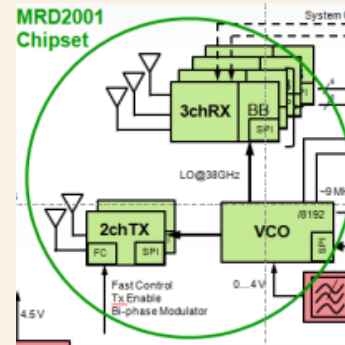 MRD2001
Chipset
System
3chRX
BB
SPI
SPI
LO@38GHz
~9 M
/8192
2chTX
VCO
FC
SPI
SPI
Fast Control
Tx Enable
Bi-phase Modulator
0...4 V
4.5 V